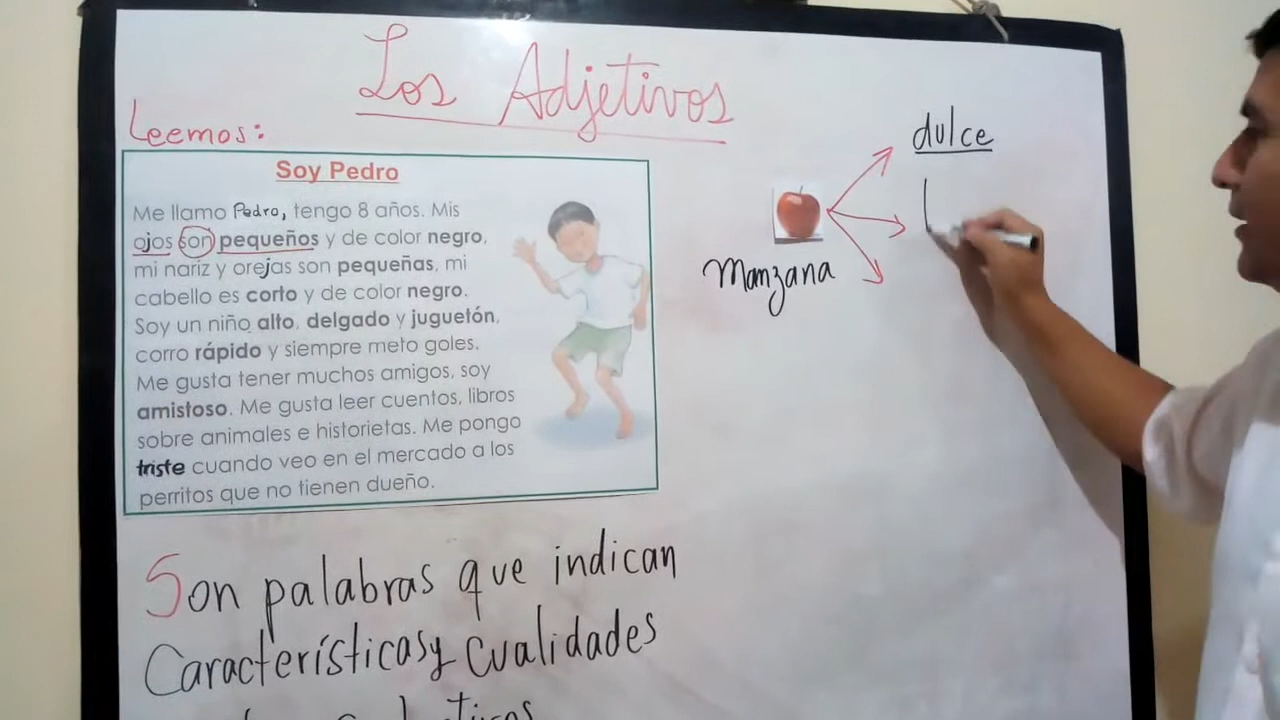 Los Adjetivos
Leemos:
Soy Pedro
Me llamo Pedro, tengo 8 años. Mis
ojos son pequeños y de color negro,
mi nariz y orejas son pequeñas, mi
cabello es corto y de color negro.
Soy un niño alto, delgado y juguetón,
corro rápido y siempre meto goles.
Me gusta tener muchos amigos, soy
amistoso. Me gusta leer cuentos, libros
sobre animales e historietas. Me pongo
triste cuando veo en el mercado a los
perritos que no tienen dueño.
Son palabras que indican
Características y cualidades
manzana
dulce